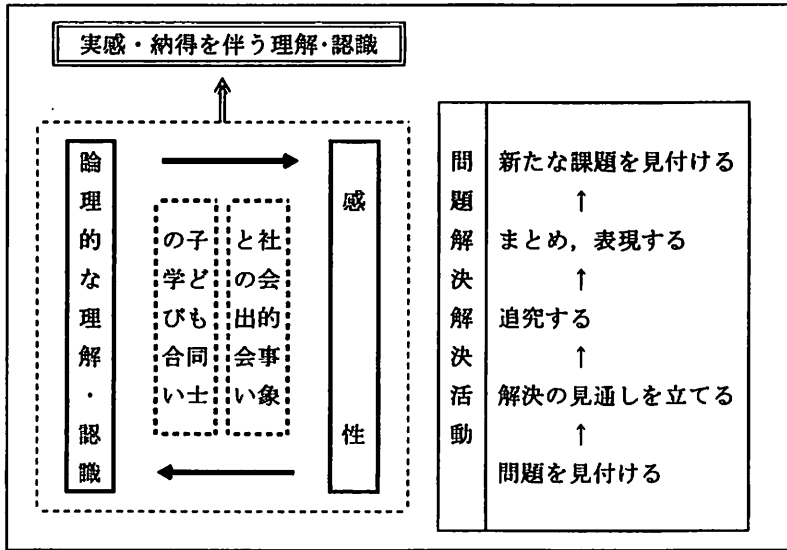 実感・納得を伴う理解・認識
論理的な理解・認識
社会的事象
との出会い
子ども同士
の学び合い
感性
問題解決解決活動
新たな課題を見付ける
↑
まとめ，表現する
↑
追究する
↑
解決の見通しを立てる
↑
問題を見付ける